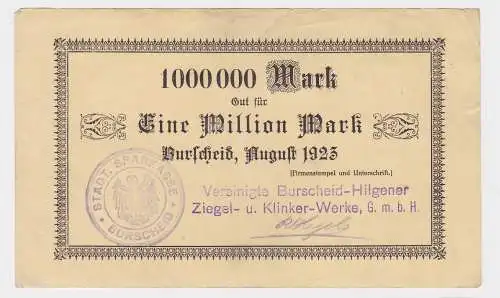 1000000 Mark
Gut für
Eine Million Mark
Burscheid, August 1923
(Firmenstempel und Unterschrift.)
Vereinigte Burscheid-Hilgener
Ziegel- u. Klinker-Werke, G. m. b. H.
STÄDT. SPARKASSE
BURSCHEID